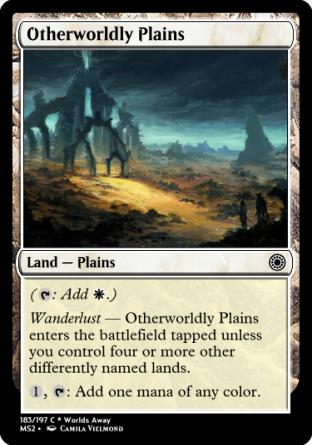 Otherworldly Plains
Land — Plains
(: Add .)
Wanderlust — Otherworldly Plains
enters the battlefield tapped unless
you control four or more other
differently named lands.
1, : Add one mana of any color.
183/197 C * Worlds Away
MS2 • Camila Vielmond